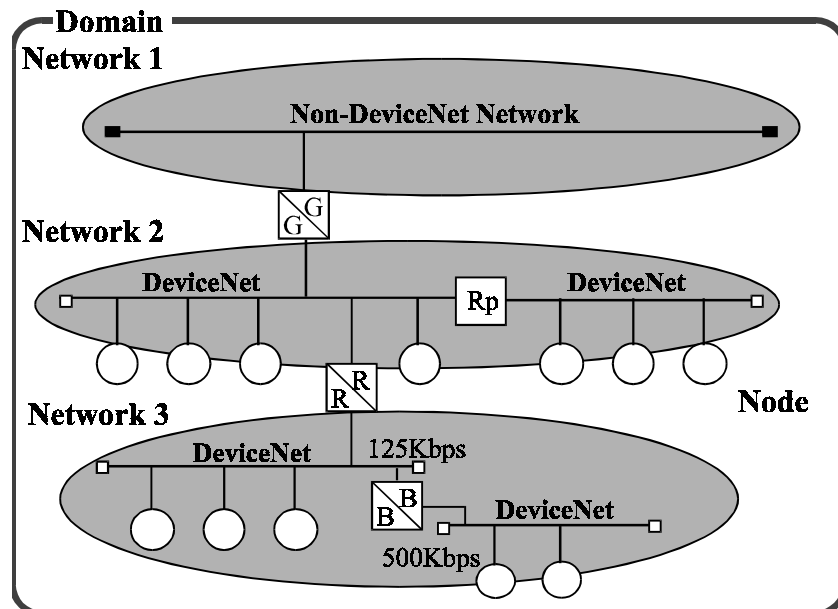 Domain
Network 1
Non-DeviceNet Network
G
G
Network 2
DeviceNet
DeviceNet
Rp
R
R
Node
Network 3
DeviceNet
125Kbps
B
B
DeviceNet
500Kbps